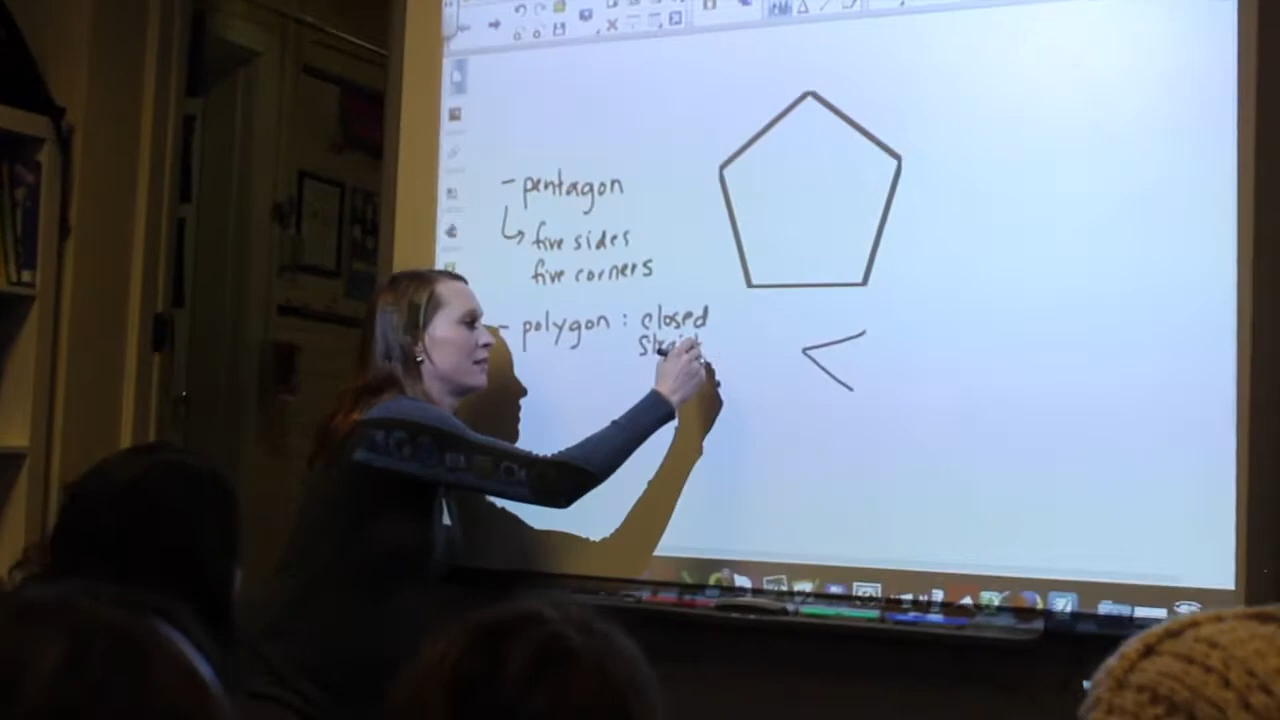 - pentagon
↳ five sides
five corners
- polygon : closed